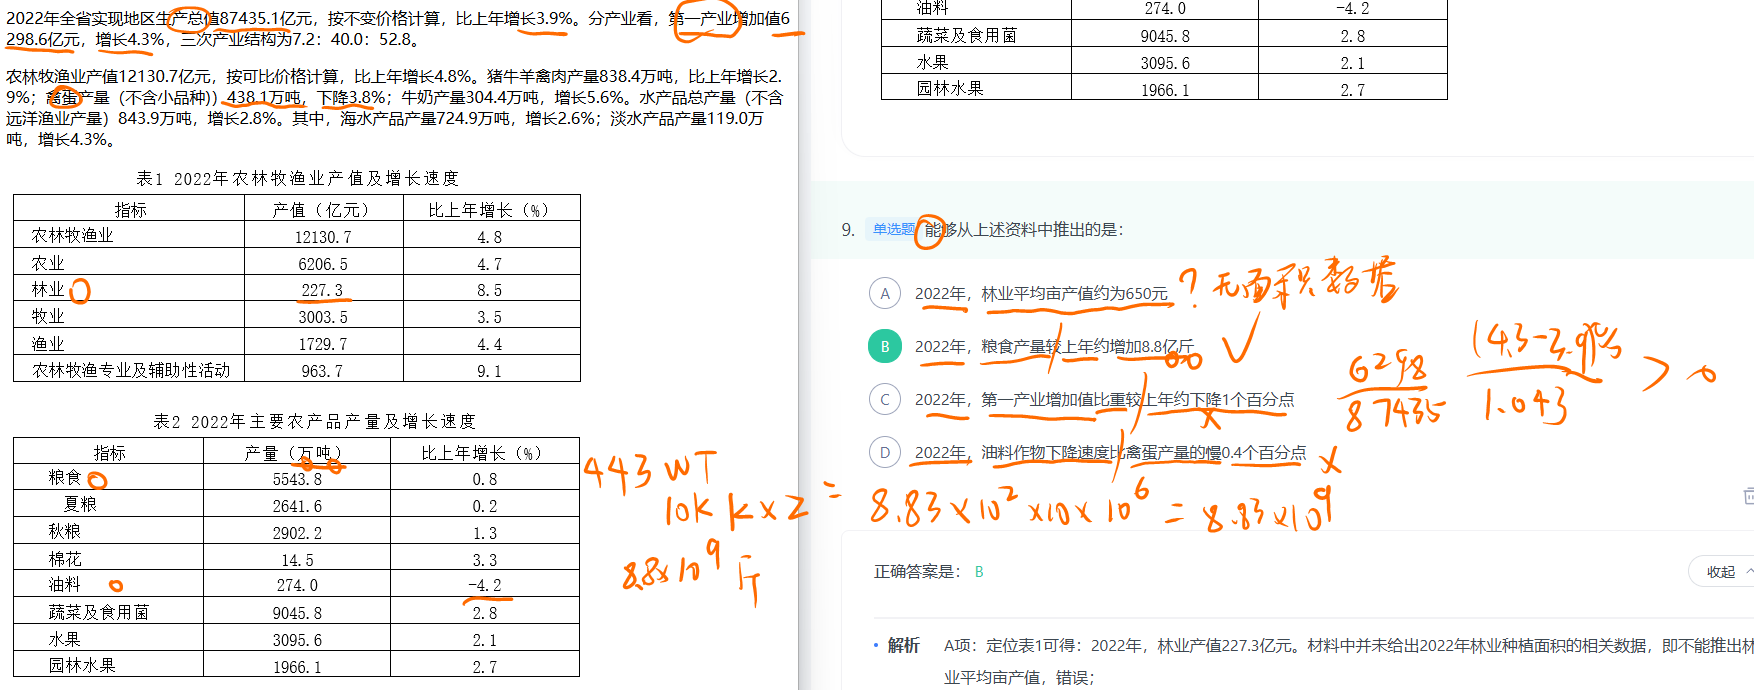 2022年全省实现地区生产总值87435.1亿元，按不变价格计算，比上年增长3.9%。分产业看，第一产业增加值6
298.6亿元，增长4.3%，三次产业结构为7.2：40.0：52.8。
农林牧渔业产值12130.7亿元，按可比价格计算，比上年增长4.8%。猪牛羊禽肉产量838.4万吨，比上年增长2.
9%；禽蛋产量（不含小品种)）438.1万吨，下降3.8%；牛奶产量304.4万吨，增长5.6%。水产品总产量（不含
远洋渔业产量）843.9万吨，增长2.8%。其中，海水产品产量724.9万吨，增长2.6%；淡水产品产量119.0万
吨，增长4.3%。
表1 2022年农林牧渔业产值及增长速度
指标 产值（亿元） 比上年增长（%）
农林牧渔业 12130.7 4.8
农业 6206.5 4.7
林业 227.3 8.5
牧业 3003.5 3.5
渔业 1729.7 4.4
农林牧渔专业及辅助性活动 963.7 9.1
表2 2022年主要农产品产量及增长速度
指标 产量（万吨） 比上年增长（%）
粮食 5543.8 0.8
夏粮 2641.6 0.2
秋粮 2902.2 1.3
棉花 14.5 3.3
油料 274.0 -4.2
蔬菜及食用菌 9045.8 2.8
水果 3095.6 2.1
园林水果 1966.1 2.7
443 WT
10k k×2 = 8.83×10² ×10×10⁶ = 8.83×10⁹
8.8×10⁹ 斤
油料 274.0 -4.2
蔬菜及食用菌 9045.8 2.8
水果 3095.6 2.1
园林水果 1966.1 2.7
9. 单选题 能够从上述资料中推出的是：
A 2022年，林业平均亩产值约为650元 ? 无面积数据
B 2022年，粮食产量较上年约增加8.8亿斤
C 2022年，第一产业增加值比重较上年约下降1个百分点
D 2022年，油料作物下降速度比禽蛋产量的慢0.4个百分点
6298
87435
(4.3-3.9)%
1.043
> 0
正确答案是： B
收起
解析 A项：定位表1可得：2022年，林业产值227.3亿元。材料中并未给出2022年林业种植面积的相关数据，即不能推出林
业平均亩产值，错误；